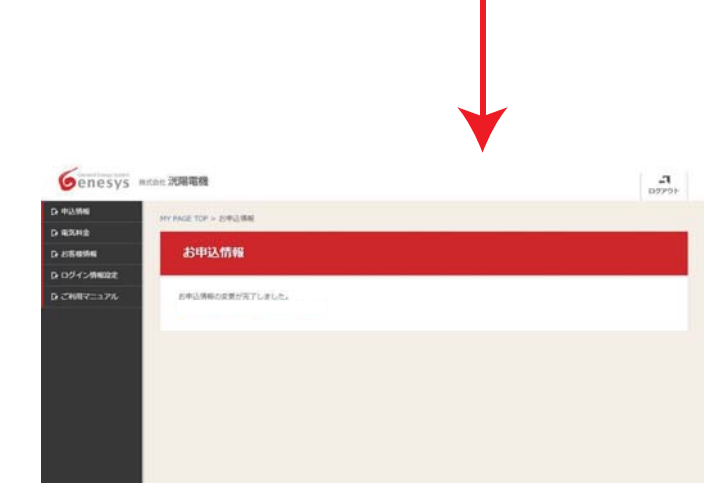 Genesys 株式会社 洸陽電機
ログアウト
申込情報
電気料金
お客様情報
ログイン情報設定
ご利用マニュアル
MY PAGE TOP > お申込情報
お申込情報
お申込情報の変更が完了しました。